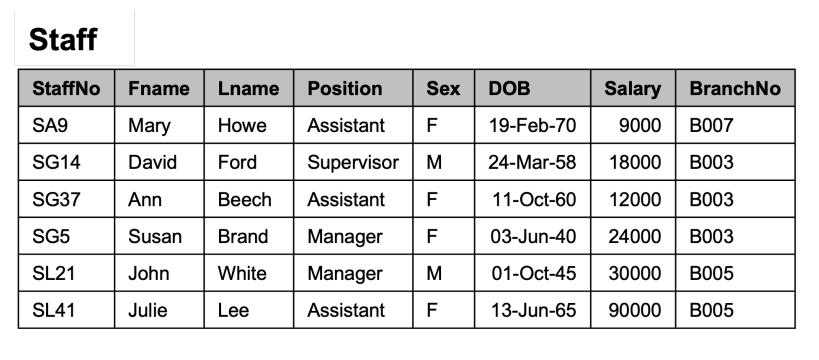 Staff
StaffNo Fname Lname Position Sex DOB Salary BranchNo
SA9 Mary Howe Assistant F 19-Feb-70 9000 B007
SG14 David Ford Supervisor M 24-Mar-58 18000 B003
SG37 Ann Beech Assistant F 11-Oct-60 12000 B003
SG5 Susan Brand Manager F 03-Jun-40 24000 B003
SL21 John White Manager M 01-Oct-45 30000 B005
SL41 Julie Lee Assistant F 13-Jun-65 90000 B005